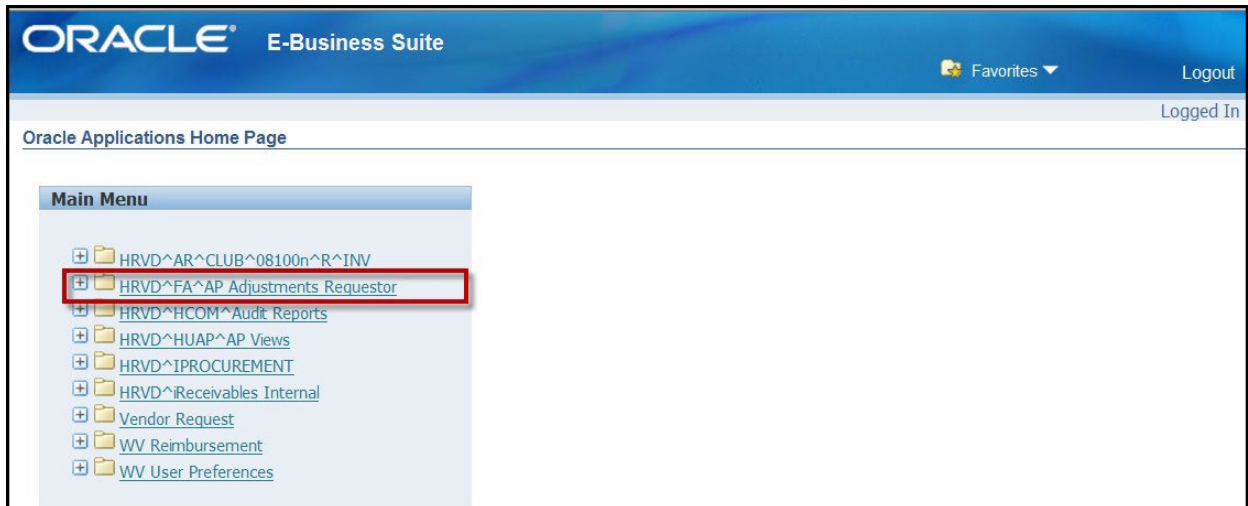 ORACLE® E-Business Suite
Favorites Logout
Logged In
Oracle Applications Home Page
Main Menu
HRVD^AR^CLUB^08100n^R^INV
HRVD^FA^AP Adjustments Requestor
HRVD^HCOM^Audit Reports
HRVD^HUAP^AP Views
HRVD^IPROCUREMENT
HRVD^iReceivables Internal
Vendor Request
WV Reimbursement
WV User Preferences